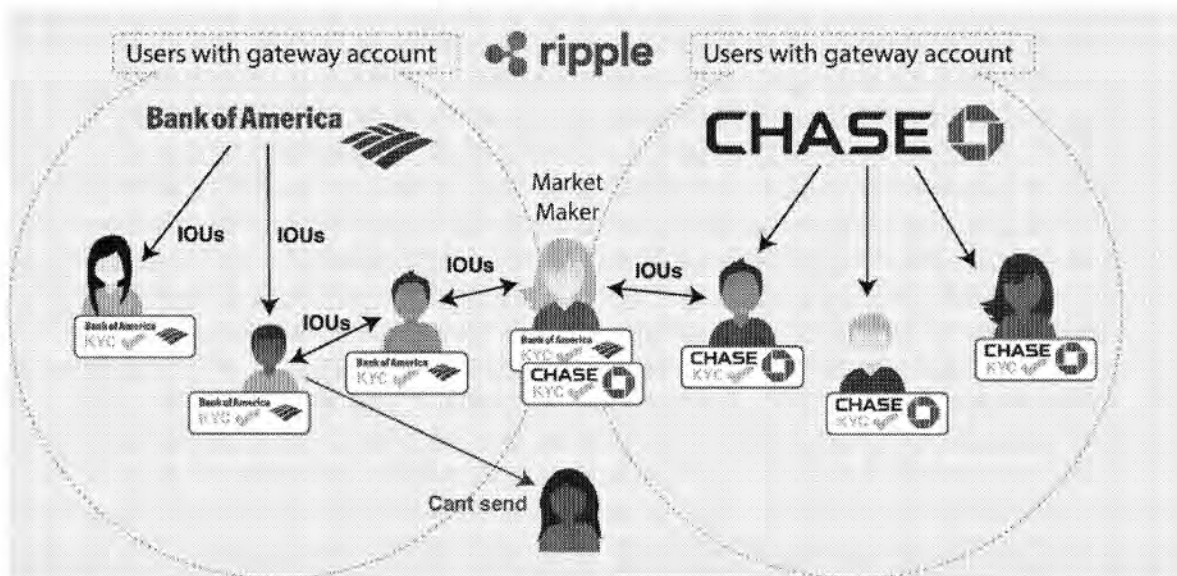 Users with gateway account
ripple
Users with gateway account
Bank of America
CHASE
Market
Maker
IOUs
IOUs
IOUs
IOUs
IOUs
Bank of America
KYC
Bank of America
KYC
Bank of America
KYC
Bank of America
KYC
CHASE
KYC
CHASE
KYC
CHASE
KYC
CHASE
KYC
Cant send